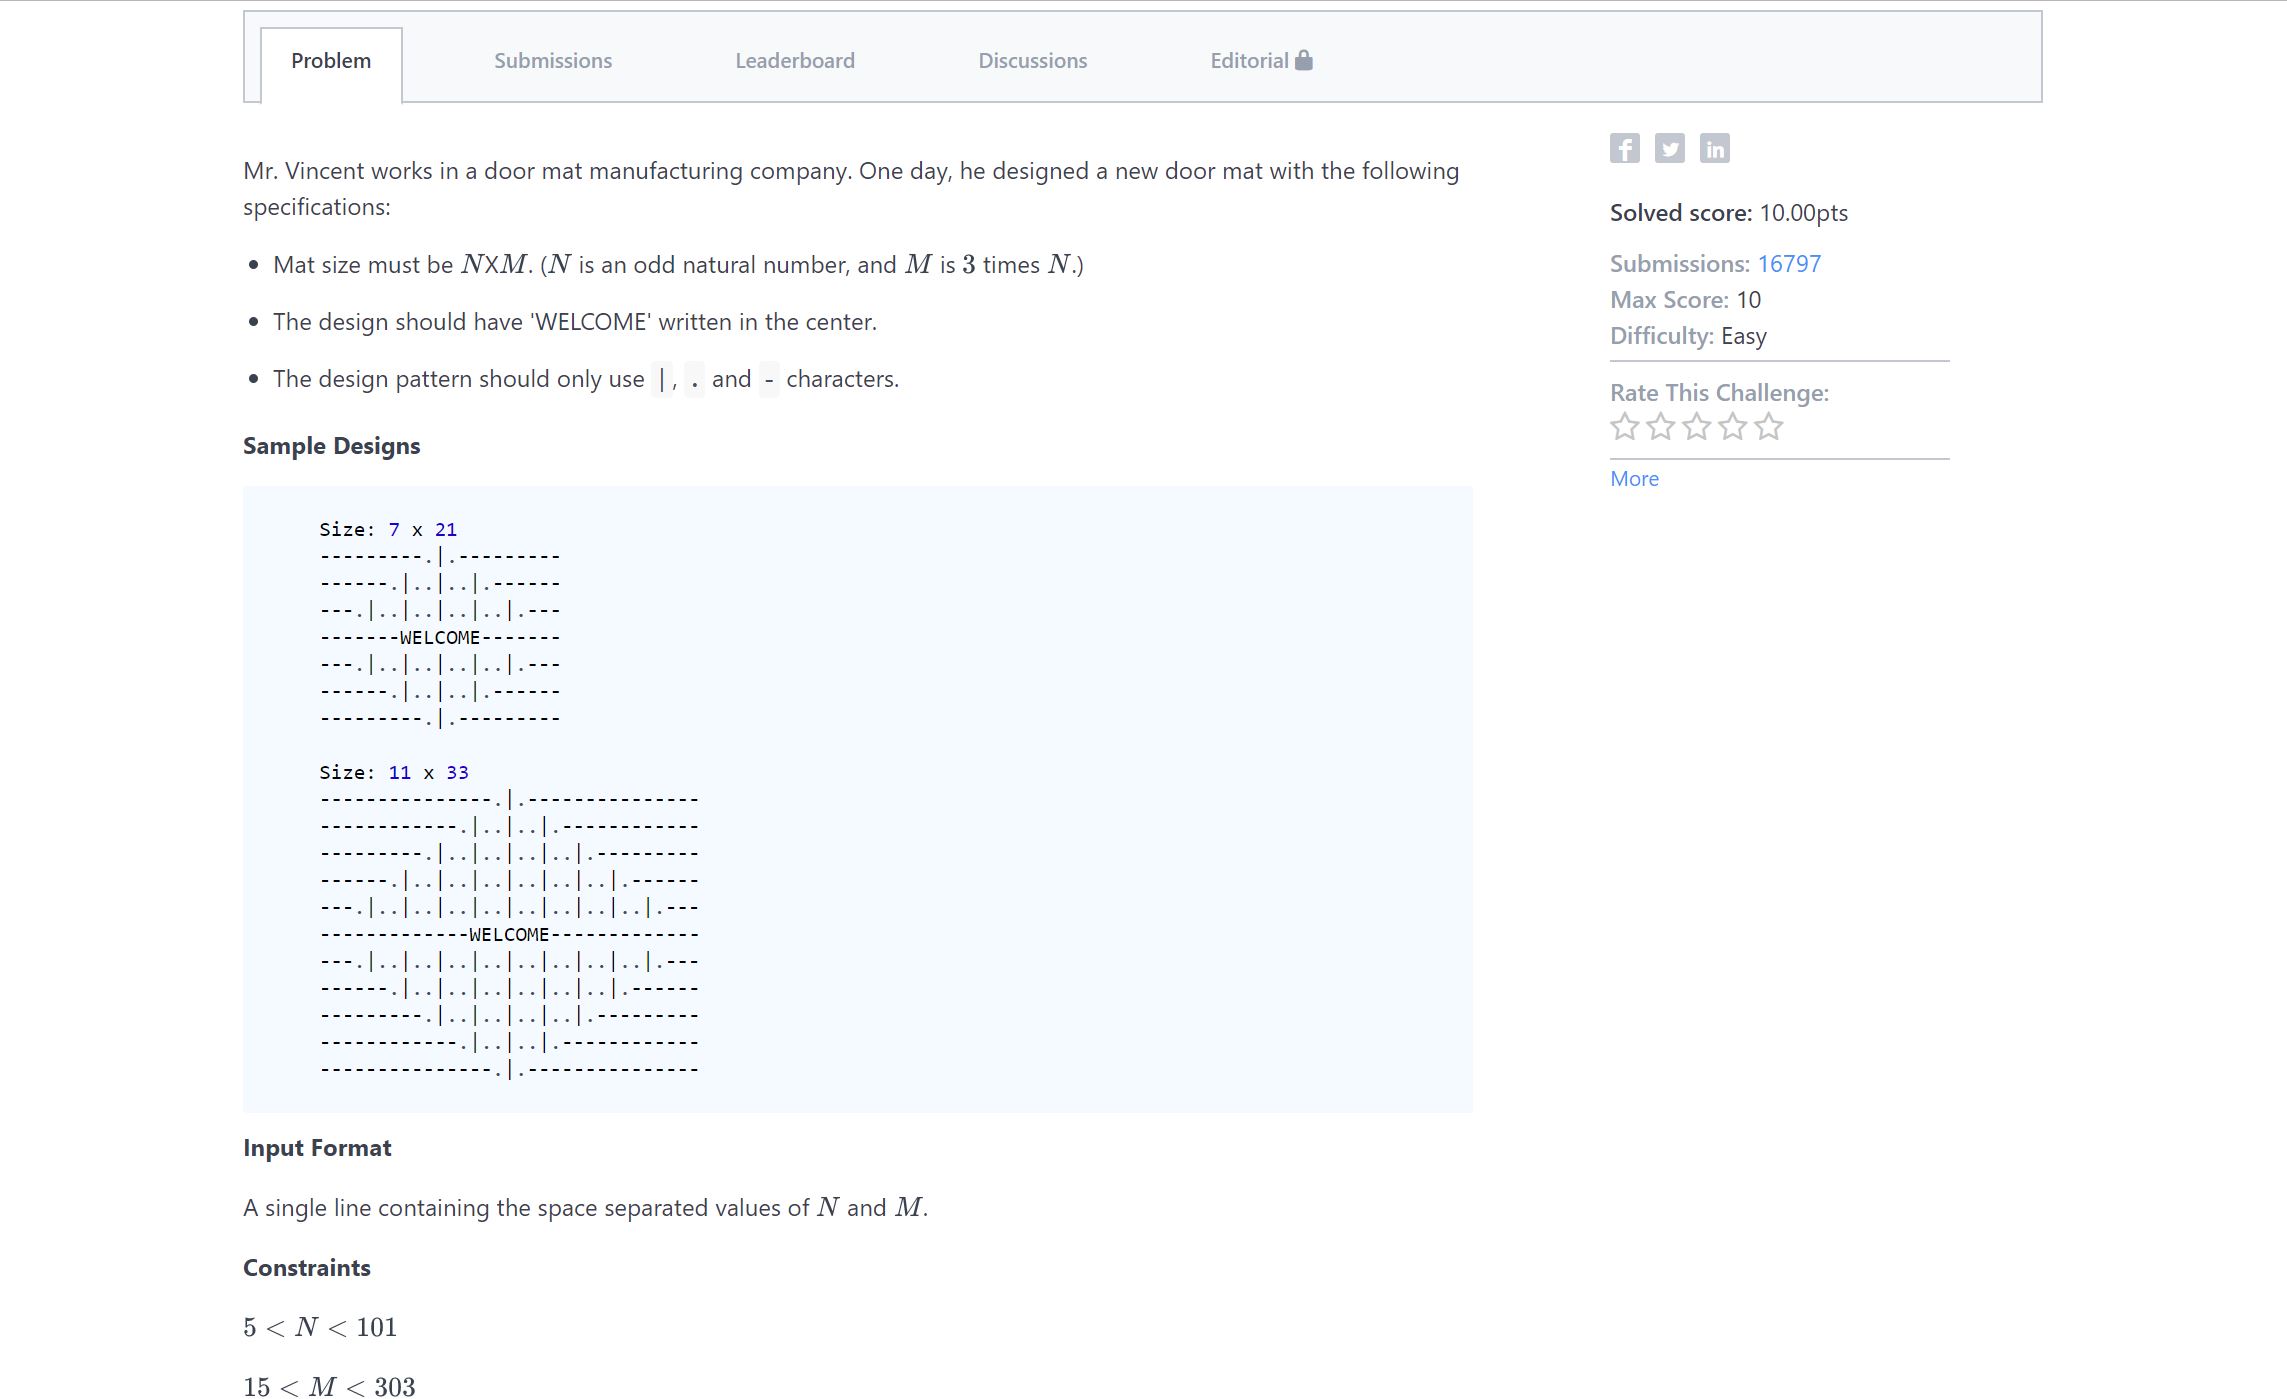 Problem
Submissions
Leaderboard
Discussions
Editorial
Mr. Vincent works in a door mat manufacturing company. One day, he designed a new door mat with the following
specifications:
Mat size must be NXM. (N is an odd natural number, and M is 3 times N.)
The design should have 'WELCOME' written in the center.
The design pattern should only use |, . and - characters.
Sample Designs
Size: 7 x 21
---------.|.---------
------.|..|..|.------
---.|..|..|..|..|.---
-------WELCOME-------
---.|..|..|..|..|.---
------.|..|..|.------
---------.|.---------
Size: 11 x 33
---------------.|.---------------
------------.|..|..|.------------
---------.|..|..|..|..|.---------
------.|..|..|..|..|..|..|.------
---.|..|..|..|..|..|..|..|..|.---
-------------WELCOME-------------
---.|..|..|..|..|..|..|..|..|.---
------.|..|..|..|..|..|..|.------
---------.|..|..|..|..|.---------
------------.|..|..|.------------
---------------.|.---------------
Input Format
A single line containing the space separated values of N and M.
Constraints
5 < N < 101
15 < M < 303
Solved score: 10.00pts
Submissions: 16797
Max Score: 10
Difficulty: Easy
Rate This Challenge:
More